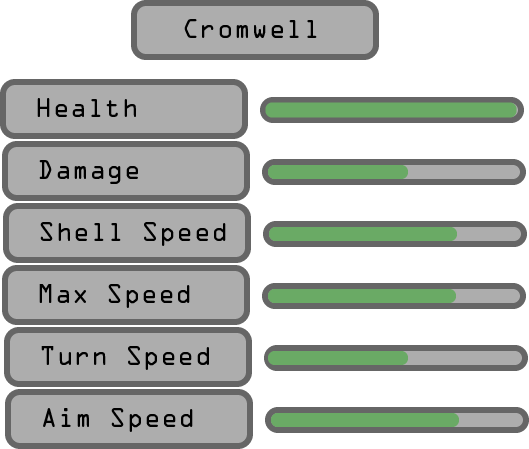 Cromwell
Health
Damage
Shell Speed
Max Speed
Turn Speed
Aim Speed